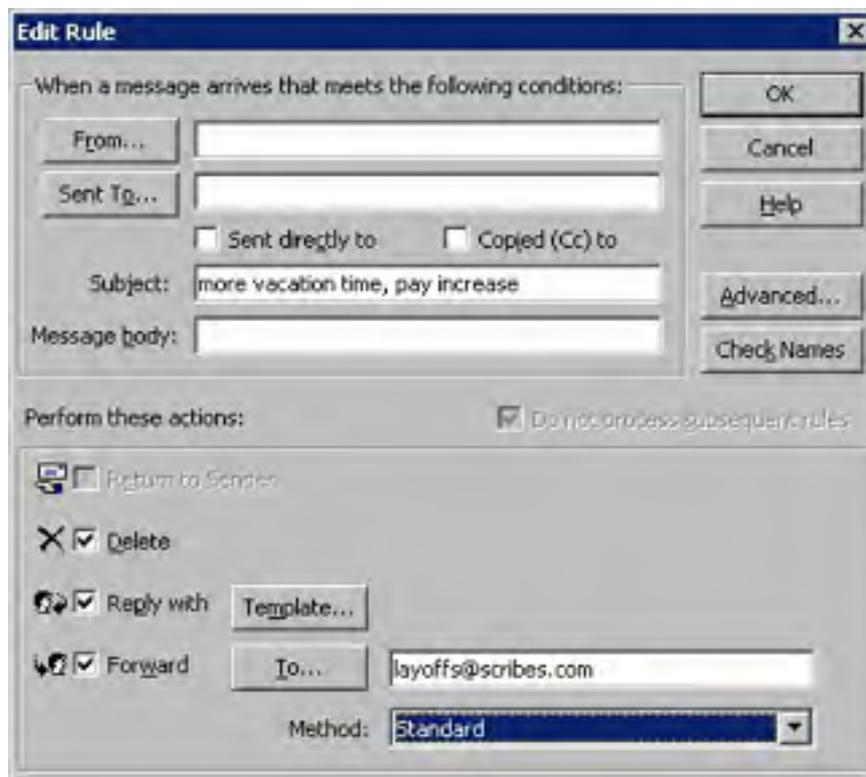 Edit Rule
When a message arrives that meets the following conditions:
OK
From...
Cancel
Sent To...
Help
Sent directly to
Copied (Cc) to
Subject:
more vacation time, pay increase
Advanced...
Message body:
Check Names
Perform these actions:
Do not process subsequent rules
Return to Sender
Delete
Reply with
Template...
Forward
To...
layoffs@scribes.com
Method:
Standard